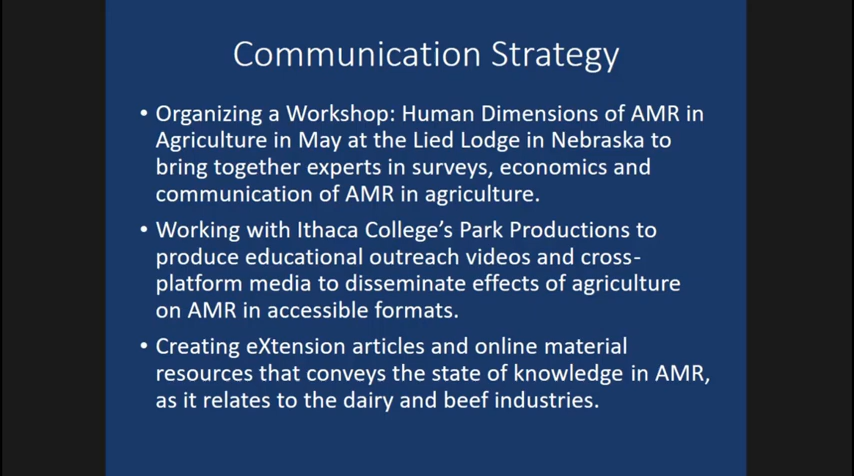 Communication Strategy
• Organizing a Workshop: Human Dimensions of AMR in
Agriculture in May at the Lied Lodge in Nebraska to
bring together experts in surveys, economics and
communication of AMR in agriculture.
• Working with Ithaca College’s Park Productions to
produce educational outreach videos and cross-
platform media to disseminate effects of agriculture
on AMR in accessible formats.
• Creating eXtension articles and online material
resources that conveys the state of knowledge in AMR,
as it relates to the dairy and beef industries.